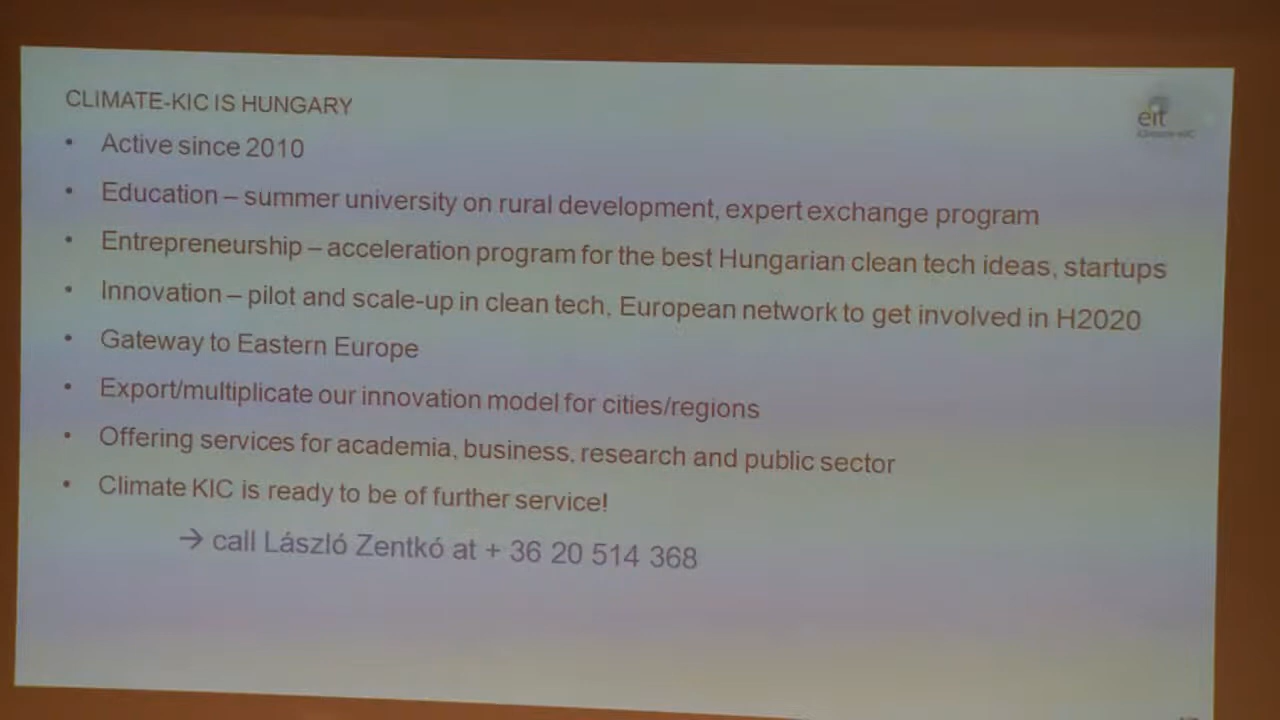 CLIMATE-KIC IS HUNGARY
eit
Climate-KIC
• Active since 2010
• Education – summer university on rural development, expert exchange program
• Entrepreneurship – acceleration program for the best Hungarian clean tech ideas, startups
• Innovation – pilot and scale-up in clean tech, European network to get involved in H2020
• Gateway to Eastern Europe
• Export/multiplicate our innovation model for cities/regions
• Offering services for academia, business, research and public sector
• Climate KIC is ready to be of further service!
→ call László Zentkó at + 36 20 514 368